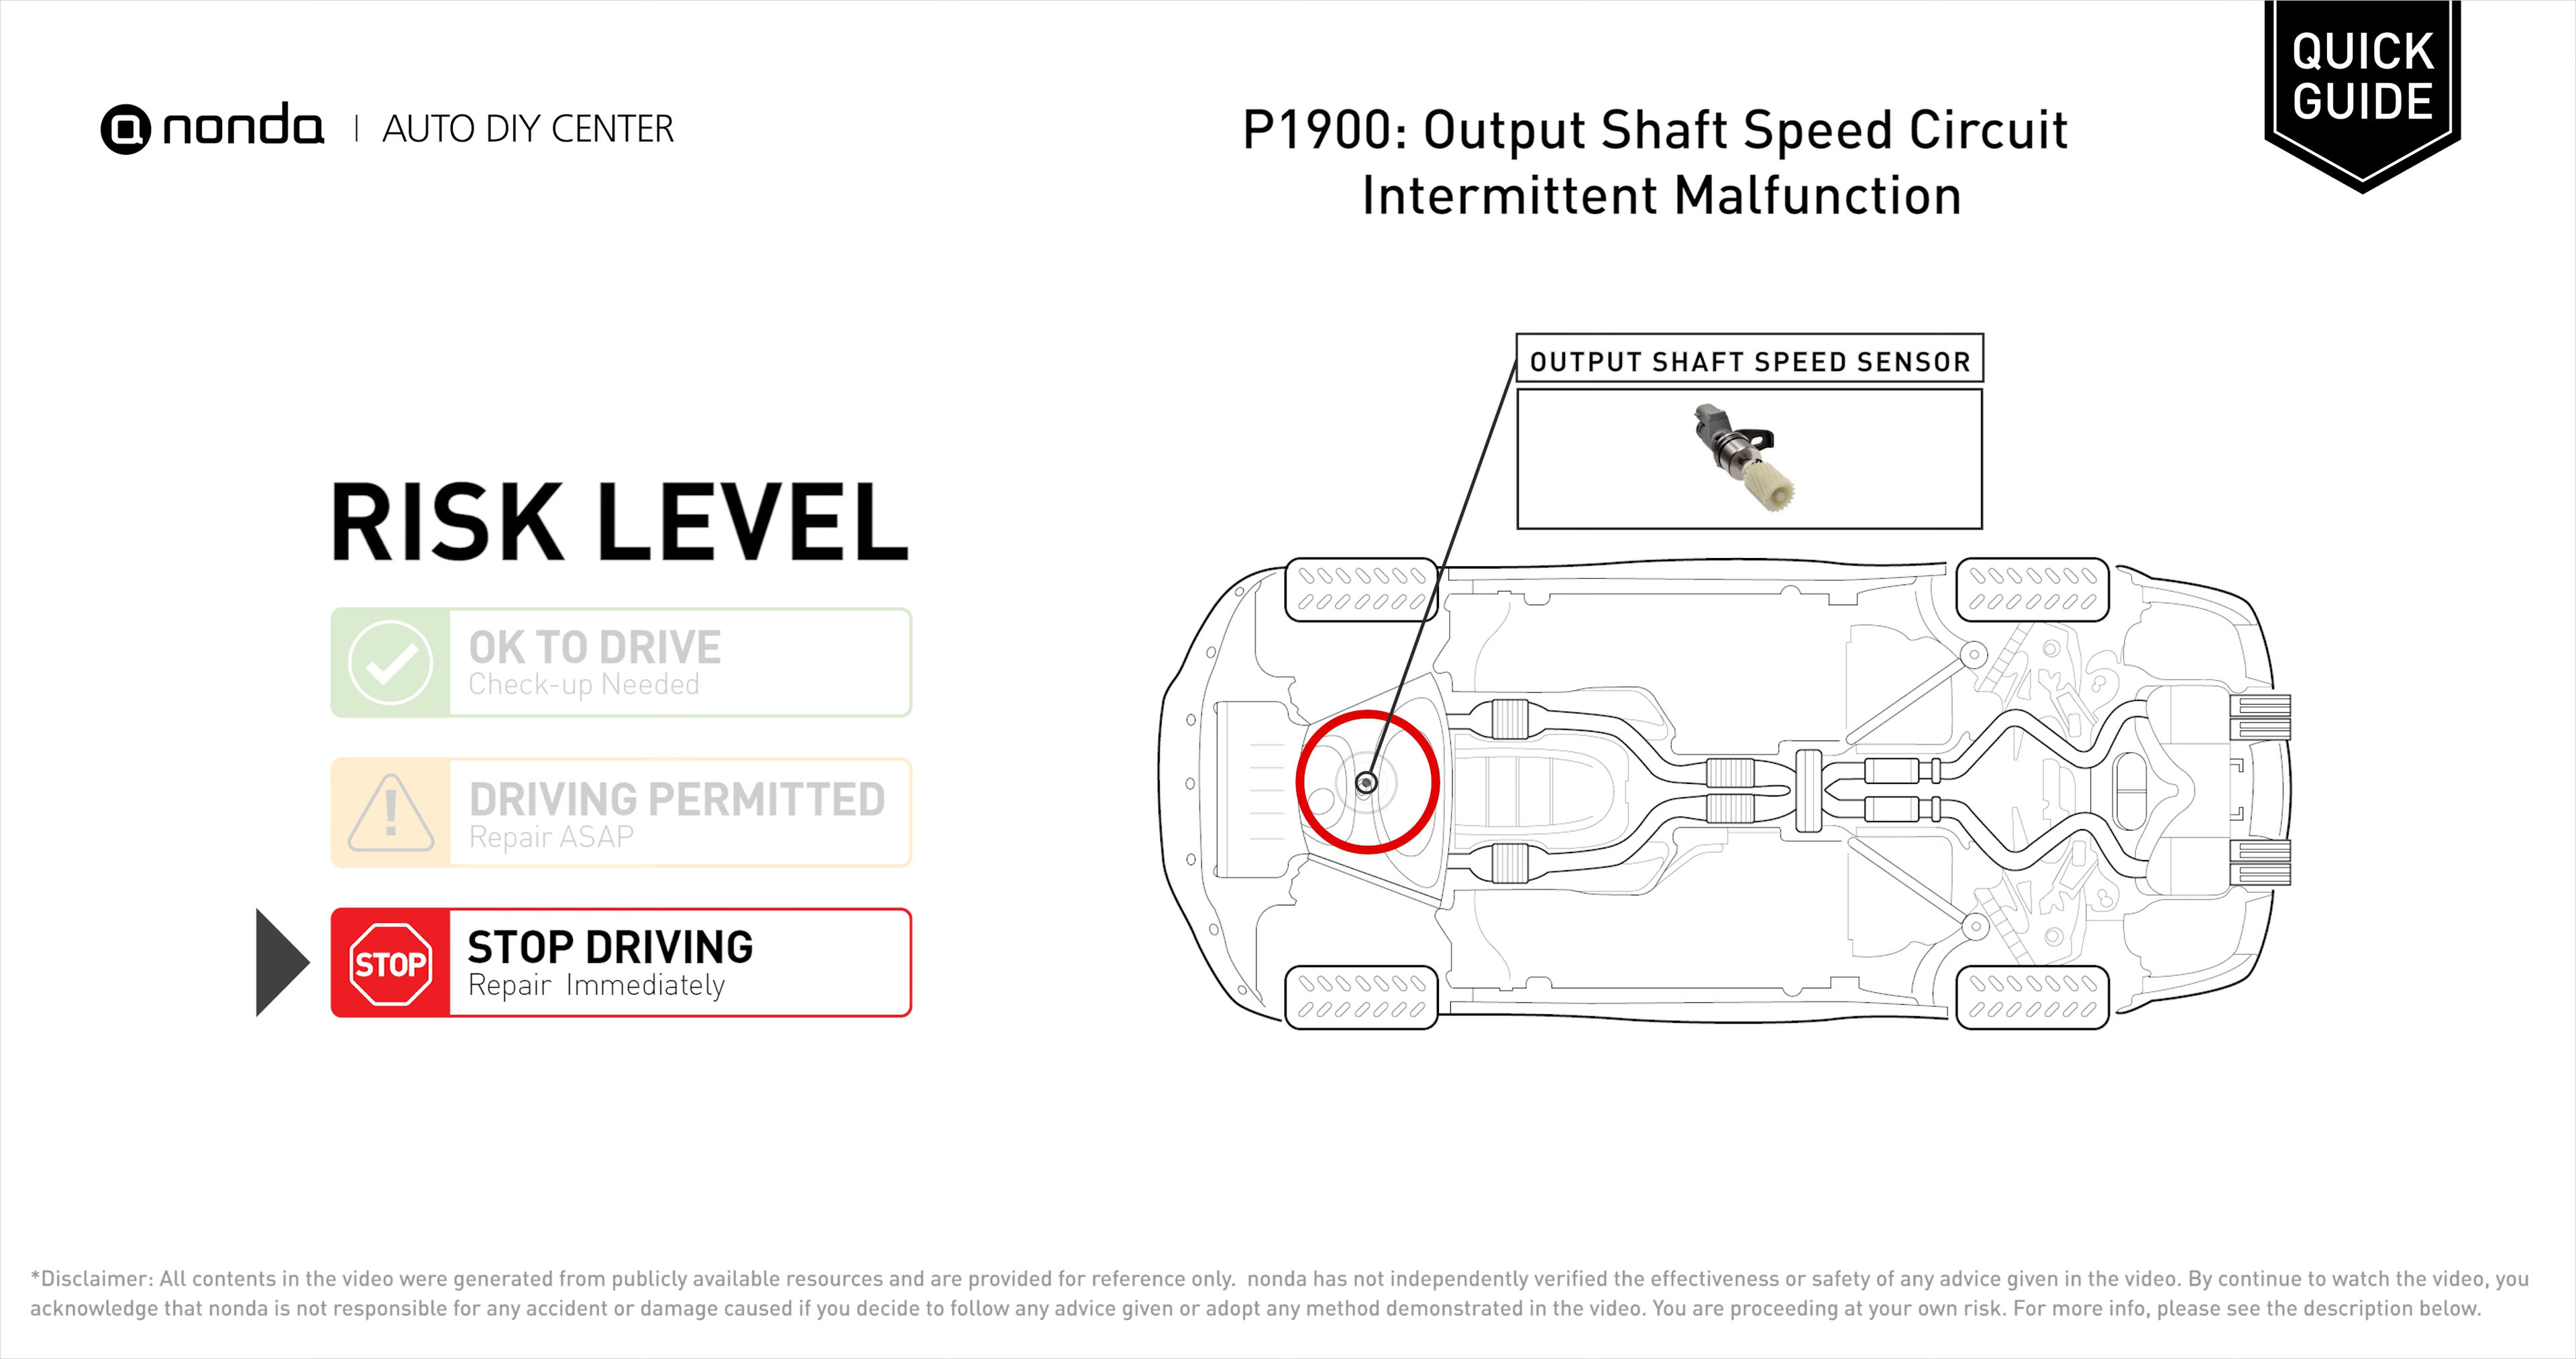 nonda | AUTO DIY CENTER
P1900: Output Shaft Speed Circuit
Intermittent Malfunction
QUICK
GUIDE
OUTPUT SHAFT SPEED SENSOR
RISK LEVEL
OK TO DRIVE
Check-up Needed
DRIVING PERMITTED
Repair ASAP
STOP
STOP DRIVING
Repair Immediately
*Disclaimer: All contents in the video were generated from publicly available resources and are provided for reference only. nonda has not independently verified the effectiveness or safety of any advice given in the video. By continue to watch the video, you
acknowledge that nonda is not responsible for any accident or damage caused if you decide to follow any advice given or adopt any method demonstrated in the video. You are proceeding at your own risk. For more info, please see the description below.